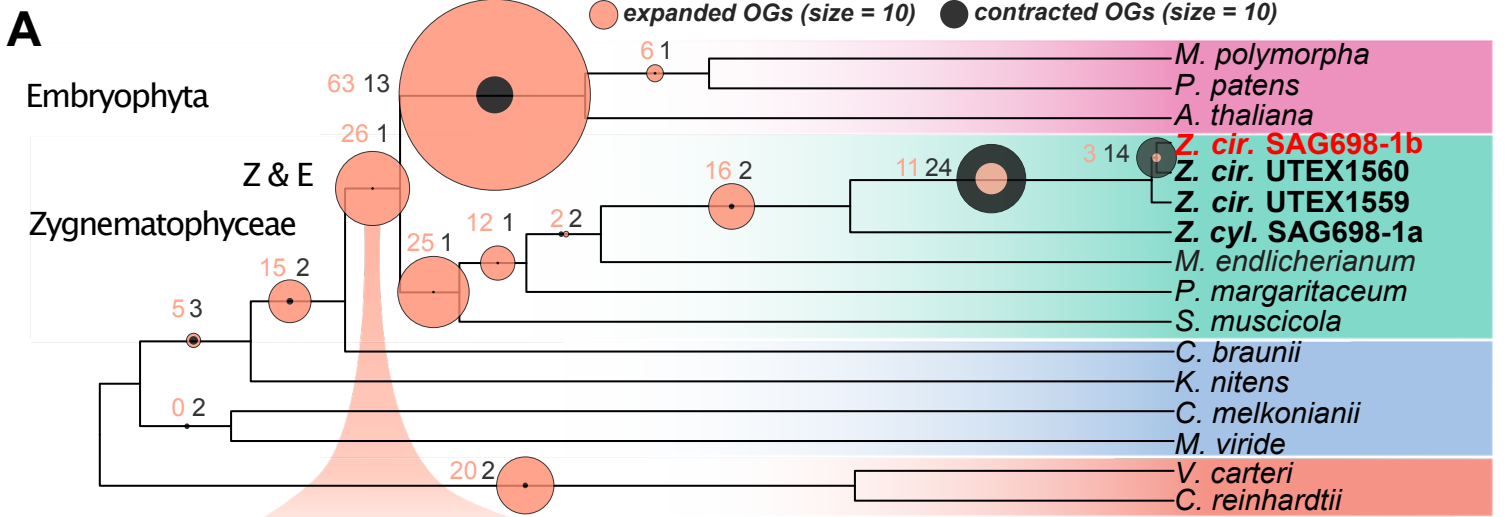 A
expanded OGs (size = 10)
contracted OGs (size = 10)
Embryophyta
63 13
6 1
M. polymorpha
P. patens
A. thaliana
26 1
Z & E
Zygnematophyceae
3 14
Z. cir. SAG698-1b
Z. cir. UTEX1560
11 24
16 2
Z. cir. UTEX1559
12 1
2 2
Z. cyl. SAG698-1a
25 1
M. endlicherianum
15 2
P. margaritaceum
5 3
S. muscicola
C. braunii
K. nitens
0 2
C. melkonianii
M. viride
20 2
V. carteri
C. reinhardtii